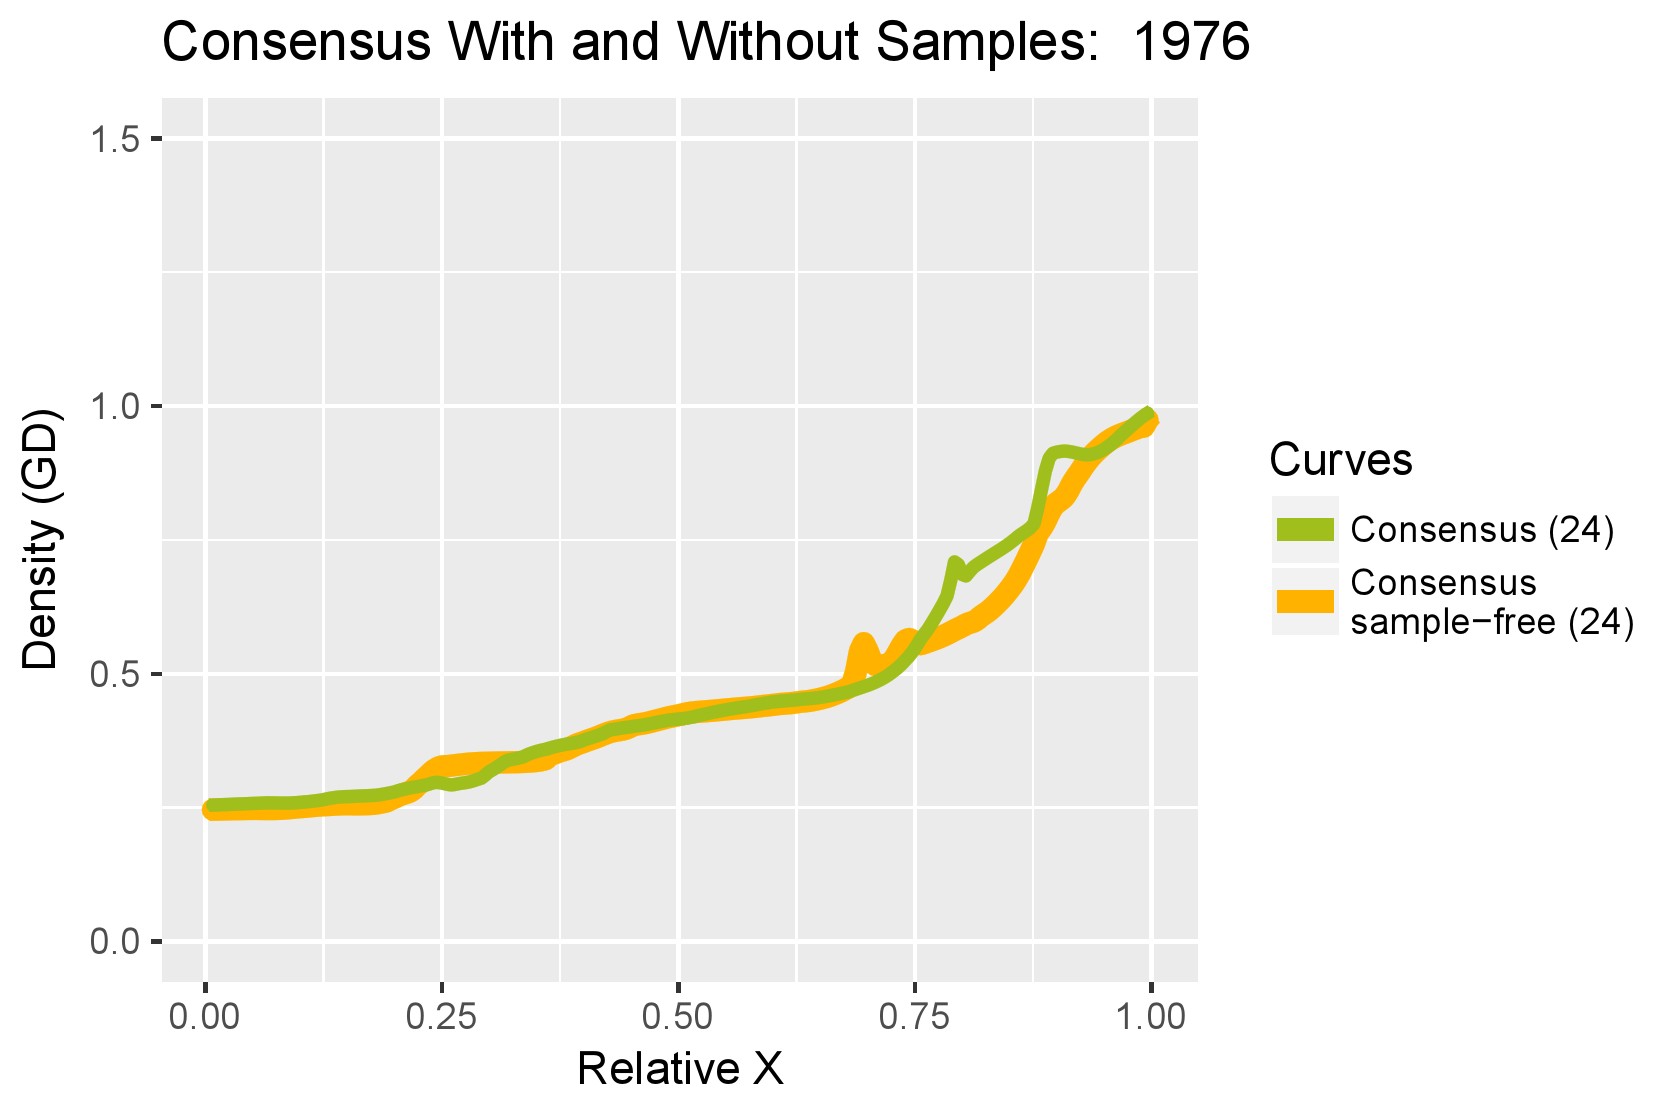 Consensus With and Without Samples:  1976
1.5
1.0
0.5
0.0
Density (GD)
0.00 0.25 0.50 0.75 1.00
Relative X
Curves
Consensus (24)
Consensus
sample−free (24)